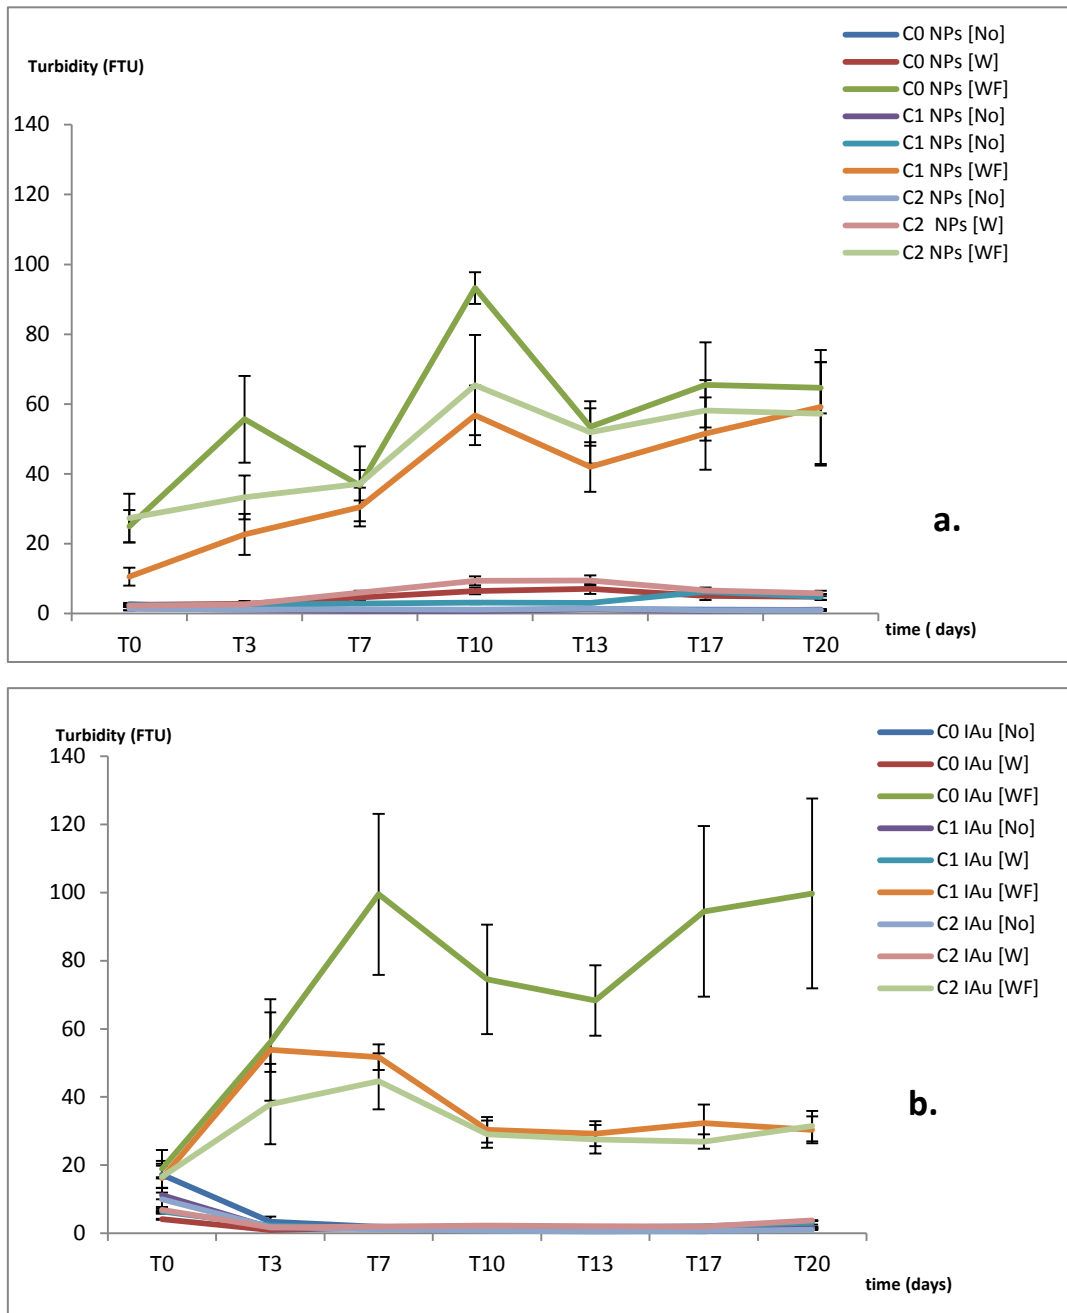 C0 NPs [No]
Turbidity (FTU)
C0 NPs [W]
C0 NPs [WF]
C1 NPs [No]
C1 NPs [No]
C1 NPs [WF]
C2 NPs [No]
C2 NPs [W]
C2 NPs [WF]
140
120
100
80
60
40
20
0
a.
time ( days)
T0 T3 T7 T10 T13 T17 T20
Turbidity (FTU)
C0 IAu [No]
C0 IAu [W]
C0 IAu [WF]
C1 IAu [No]
C1 IAu [W]
C1 IAu [WF]
C2 IAu [No]
C2 IAu [W]
C2 IAu [WF]
140
120
100
80
60
40
20
0
b.
T0 T3 T7 T10 T13 T17 T20
time (days)